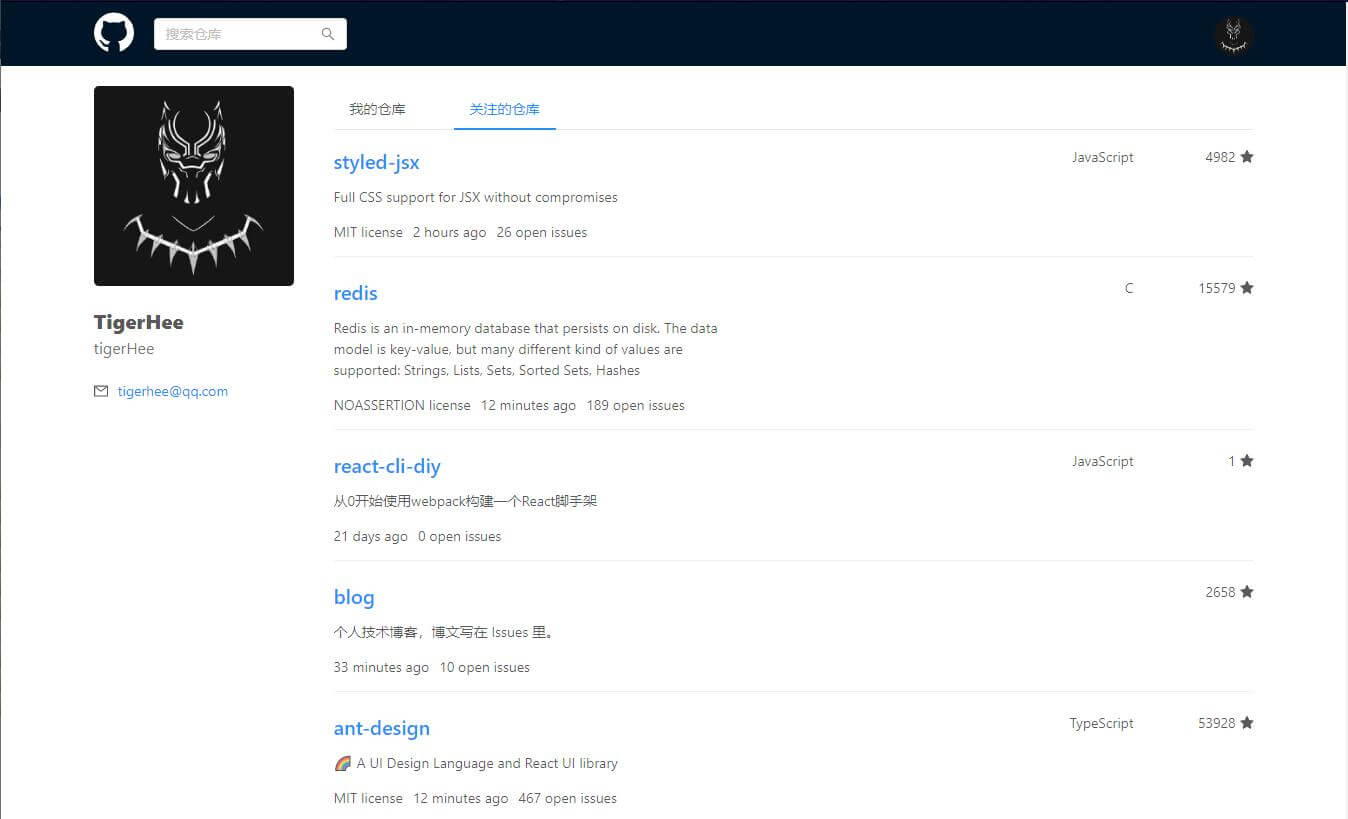 搜索仓库
TigerHee
tigerHee
tigerhee@qq.com
我的仓库 关注的仓库
styled-jsx JavaScript 4982
Full CSS support for JSX without compromises
MIT license 2 hours ago 26 open issues
redis C 15579
Redis is an in-memory database that persists on disk. The data
model is key-value, but many different kind of values are
supported: Strings, Lists, Sets, Sorted Sets, Hashes
NOASSERTION license 12 minutes ago 189 open issues
react-cli-diy JavaScript 1
从0开始使用webpack构建一个React脚手架
21 days ago 0 open issues
blog 2658
个人技术博客，博文写在 Issues 里。
33 minutes ago 10 open issues
ant-design TypeScript 53928
🌈 A UI Design Language and React UI library
MIT license 12 minutes ago 467 open issues